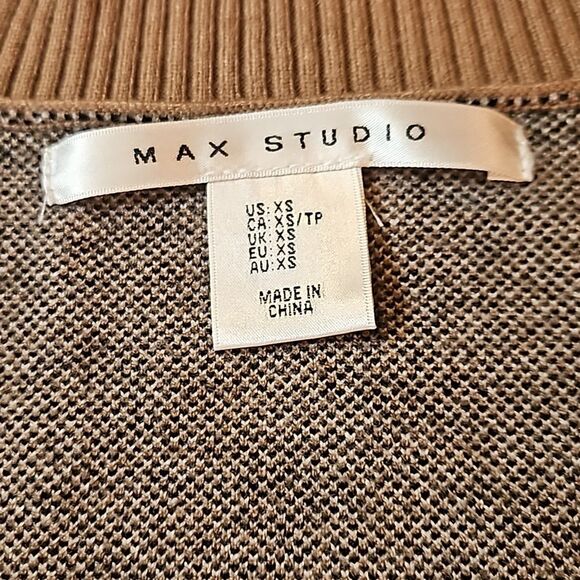 MAX STUDIO
US: XS
CA: XS/TP
UK: XS
EU: XS
AU: XS
MADE IN
CHINA